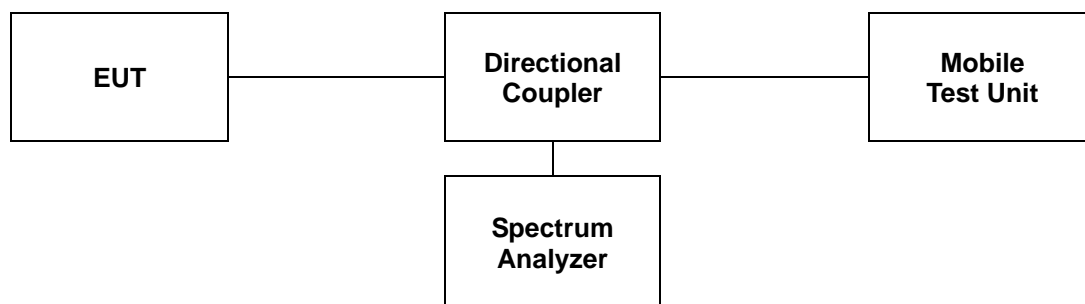 EUT
Directional
Coupler
Mobile
Test Unit
Spectrum
Analyzer